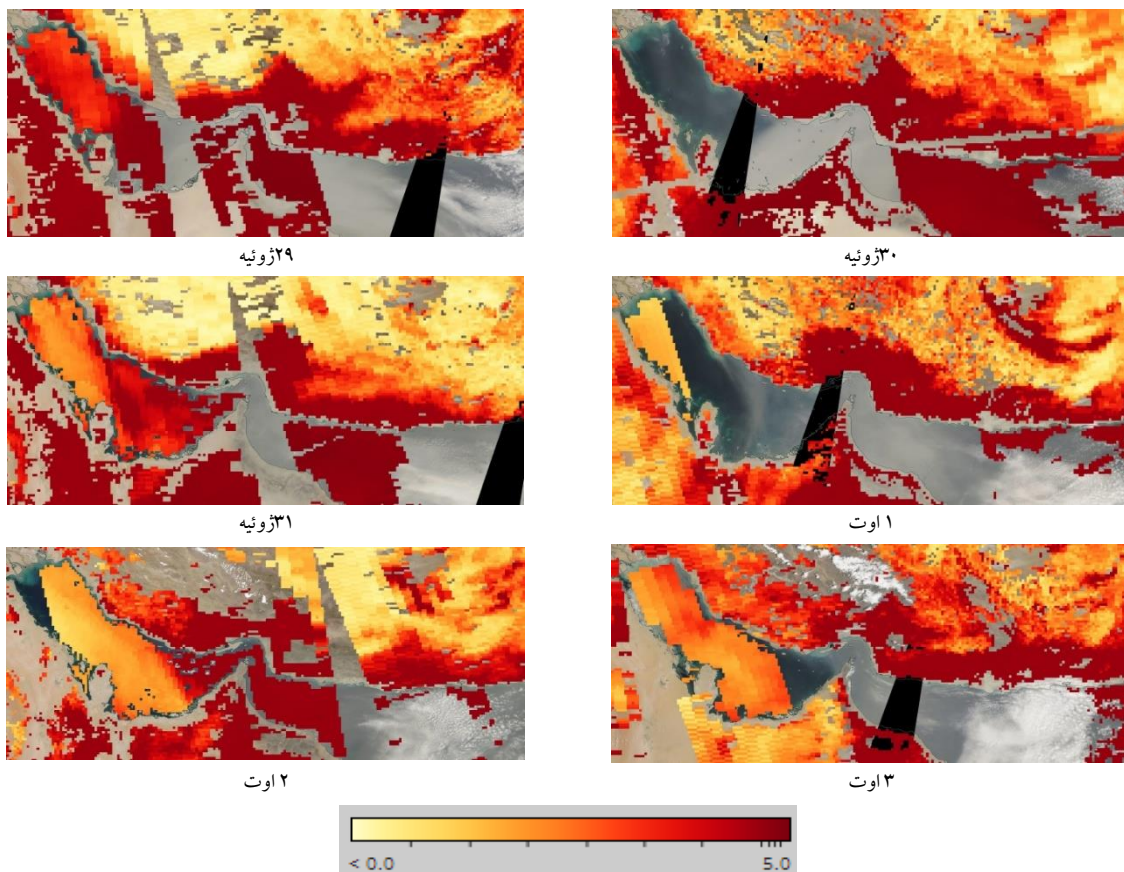 ۲۹ژوئیه
۳۰ژوئیه
۳۱ژوئیه
۱ اوت
۲ اوت
۳ اوت
< 0.0
5.0